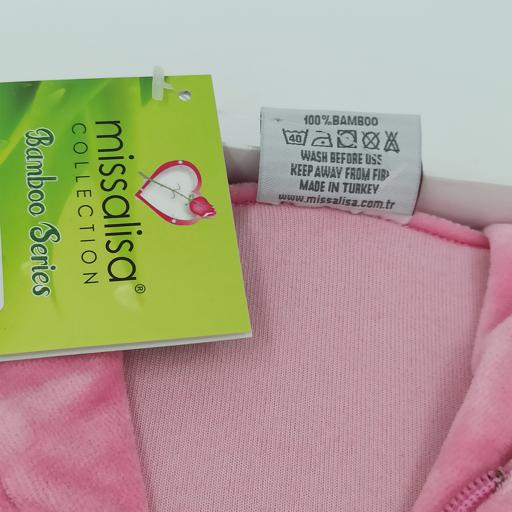 missalisa®
COLLECTION
Bamboo Series
100%BAMBOO
40
WASH BEFORE USE
KEEP AWAY FROM FIRE
MADE IN TURKEY
www.missalisa.com.tr